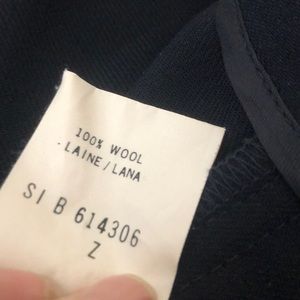 100% WOOL
- LAINE / LANA
SI B 614306
Z